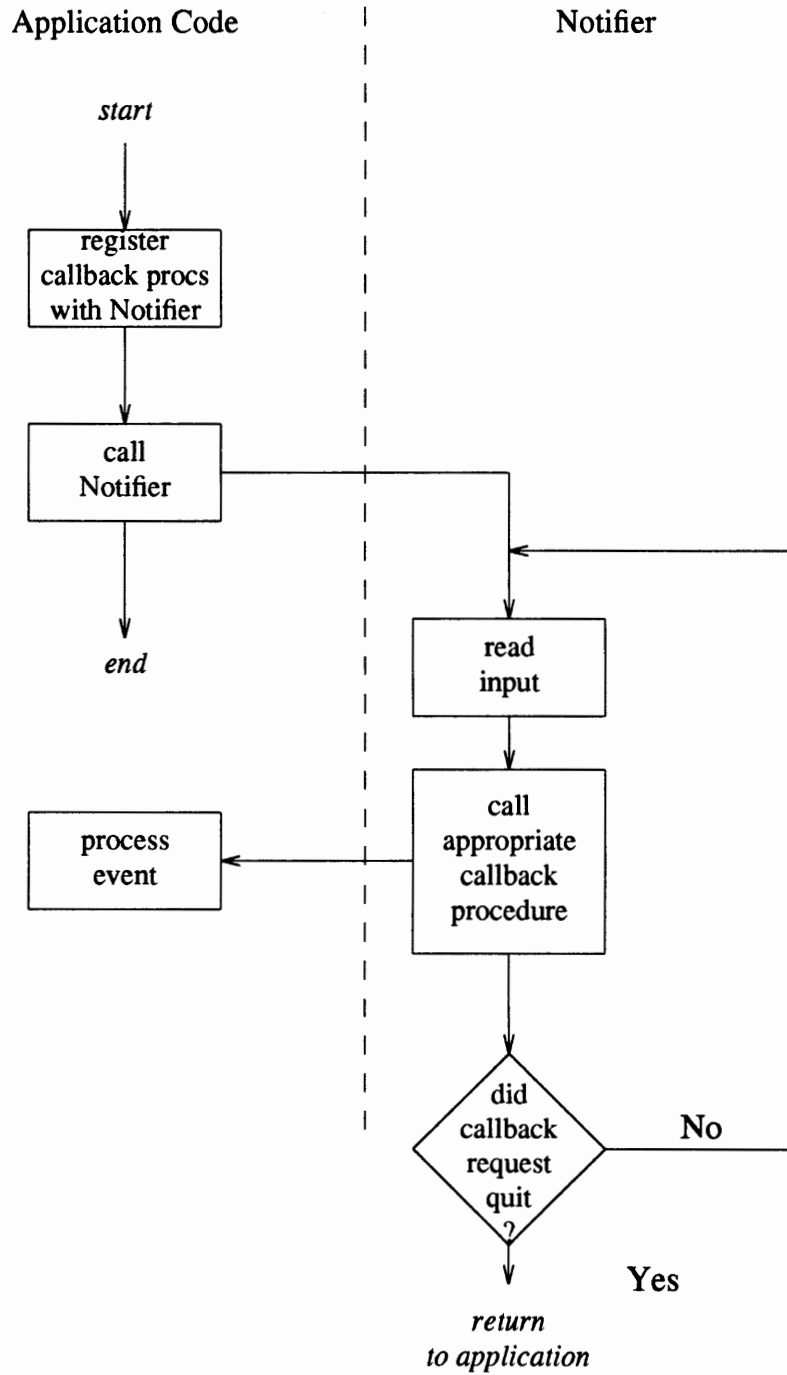 Application Code
Notifier
start
register
callback procs
with Notifier
call
Notifier
end
read
input
call
appropriate
callback
procedure
process
event
did
callback
request
quit
?
No
Yes
return
to application